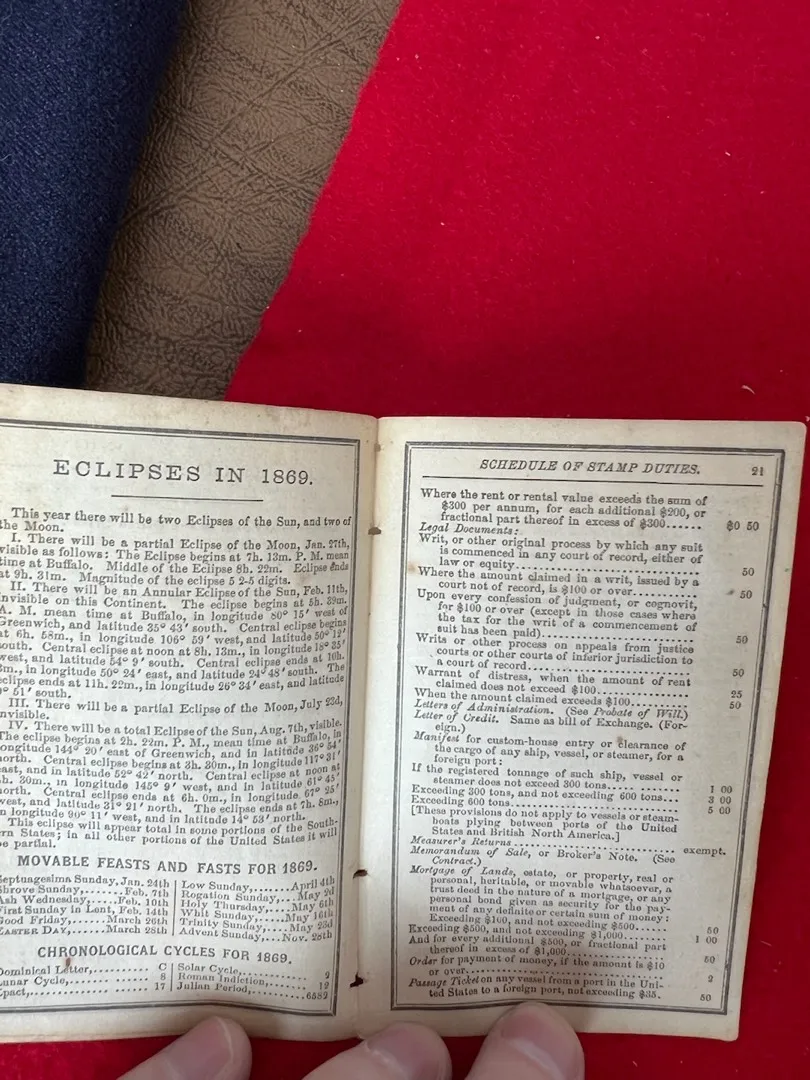 ECLIPSES IN 1869.
This year there will be two Eclipses of the Sun, and two of
the Moon.
I. There will be a partial Eclipse of the Moon, Jan. 27th,
visible as follows: The Eclipse begins at 7h. 13m. P. M. mean
time at Buffalo. Middle of the Eclipse 8h. 22m. Eclipse ends
at 9h. 31m. Magnitude of the eclipse 5 2-5 digits.
II. There will be an Annular Eclipse of the Sun, Feb. 11th,
invisible on this Continent. The eclipse begins at 5h. 39m.
A. M. mean time at Buffalo, in longitude 80° 15′ west of
Greenwich, and latitude 35° 43′ south. Central eclipse begins
at 6h. 58m., in longitude 106° 59′ west, and latitude 50° 12′
south. Central eclipse at noon at 8h. 13m., in longitude 18° 35′
west, and latitude 54° 9′ south. Central eclipse ends at 10h.
3m., in longitude 50° 24′ east, and latitude 24° 48′ south. The
eclipse ends at 11h. 22m., in longitude 26° 34′ east, and latitude
° 51′ south.
III. There will be a partial Eclipse of the Moon, July 23d,
invisible.
IV. There will be a total Eclipse of the Sun, Aug. 7th, visible.
The eclipse begins at 2h. 22m. P. M., mean time at Buffalo, in
longitude 144° 20′ east of Greenwich, and in latitude 36° 54′
north. Central eclipse begins at 3h. 30m., in longitude 117° 31′
east, and in latitude 52° 42′ north. Central eclipse at noon at
h. 30m., in longitude 145° 9′ west, and in latitude 61° 45′
north. Central eclipse ends at 6h. 0m., in longitude 67° 25′
west, and latitude 31° 21′ north. The eclipse ends at 7h. 8m.,
in longitude 90° 11′ west, and in latitude 14° 53′ north.
This eclipse will appear total in some portions of the South-
ern States; in all other portions of the United States it will
be partial.
MOVABLE FEASTS AND FASTS FOR 1869.
Septuagesima Sunday, Jan. 24th | Low Sunday,......April 4th
Shrove Sunday,......Feb. 7th | Rogation Sunday,...May 2d
Ash Wednesday,....Feb. 10th | Holy Thursday,....May 6th
First Sunday in Lent, Feb. 14th | Whit Sunday,....May 16th
Good Friday,.....March 26th | Trinity Sunday,...May 23d
EASTER DAY,......March 28th | Advent Sunday,..Nov. 28th
CHRONOLOGICAL CYCLES FOR 1869.
Dominical Letter,......... C | Solar Cycle,............ 2
Lunar Cycle,....... ...... 8 | Roman Indiction,....... 12
Epact,................... 17 | Julian Period,........6582
SCHEDULE OF STAMP DUTIES. 21
Where the rent or rental value exceeds the sum of
$300 per annum, for each additional $200, or
fractional part thereof in excess of $300...... $0 50
Legal Documents:
Writ, or other original process by which any suit
is commenced in any court of record, either of
law or equity.............................. 50
Where the amount claimed in a writ, issued by a
court not of record, is $100 or over........... 50
Upon every confession of judgment, or cognovit,
for $100 or over (except in those cases where
the tax for the writ of a commencement of
suit has been paid).......................... 50
Writs or other process on appeals from justice
courts or other courts of inferior jurisdiction to
a court of record............................ 50
Warrant of distress, when the amount of rent
claimed does not exceed $100................. 25
When the amount claimed exceeds $100......... 50
Letters of Administration. (See Probate of Will.)
Letter of Credit. Same as bill of Exchange. (For-
eign.)
Manifest for custom-house entry or clearance of
the cargo of any ship, vessel, or steamer, for a
foreign port:
If the registered tonnage of such ship, vessel or
steamer does not exceed 300 tons............. 1 00
Exceeding 300 tons, and not exceeding 600 tons... 3 00
Exceeding 600 tons............................ 5 00
[These provisions do not apply to vessels or steam-
boats plying between ports of the United
States and British North America.]
Measurer's Returns............................ exempt.
Memorandum of Sale, or Broker's Note. (See
Contract.)
Mortgage of Lands, estate, or property, real or
personal, heritable, or movable whatsoever, a
trust deed in the nature of a mortgage, or any
personal bond given as security for the pay-
ment of any definite or certain sum of money:
Exceeding $100, and not exceeding $500....... 50
Exceeding $500, and not exceeding $1,000....... 1 00
And for every additional $500, or fractional part
thereof in excess of $1,000................... 50
Order for payment of money, if the amount is $10
or over...................................... 2
Passage Ticket on any vessel from a port in the Uni-
ted States to a foreign port, not exceeding $35. 50